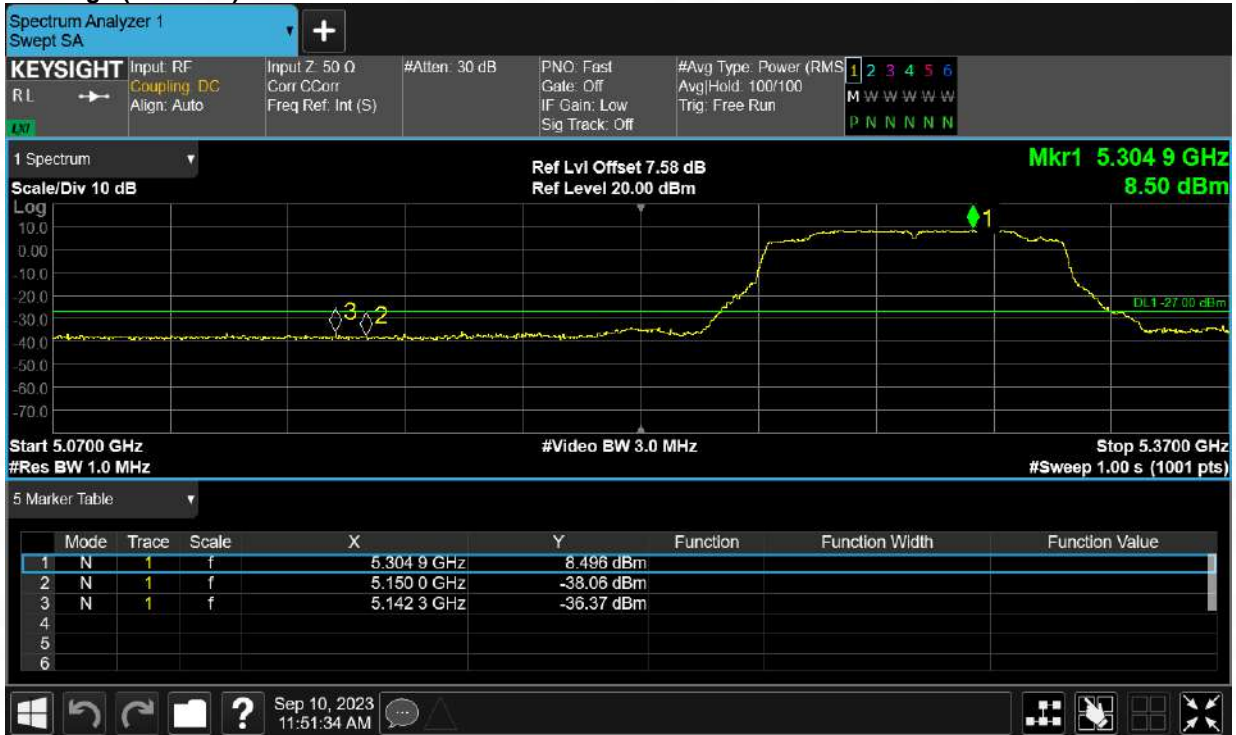 Spectrum Analyzer 1
Swept SA
KEYSIGHT
RL
LXI
Input: RF
Coupling: DC
Align: Auto
Input Z: 50 Ω
Corr CCorr
Freq Ref: Int (S)
#Atten: 30 dB
PNO: Fast
Gate: Off
IF Gain: Low
Sig Track: Off
#Avg Type: Power (RMS
Avg|Hold: 100/100
Trig: Free Run
1 2 3 4 5 6
M W W W W W
P N N N N N
1 Spectrum
Scale/Div 10 dB
Ref Lvl Offset 7.58 dB
Ref Level 20.00 dBm
Mkr1 5.304 9 GHz
8.50 dBm
Log
10.0
0.00
-10.0
-20.0
-30.0
-40.0
-50.0
-60.0
-70.0
1
3
2
DL1 -27.00 dBm
Start 5.0700 GHz
#Video BW 3.0 MHz
Stop 5.3700 GHz
#Res BW 1.0 MHz
#Sweep 1.00 s (1001 pts)
5 Marker Table
Mode Trace Scale X Y Function Function Width Function Value
1 N 1 f 5.304 9 GHz 8.496 dBm
2 N 1 f 5.150 0 GHz -38.06 dBm
3 N 1 f 5.142 3 GHz -36.37 dBm
4
5
6
?
Sep 10, 2023
11:51:34 AM